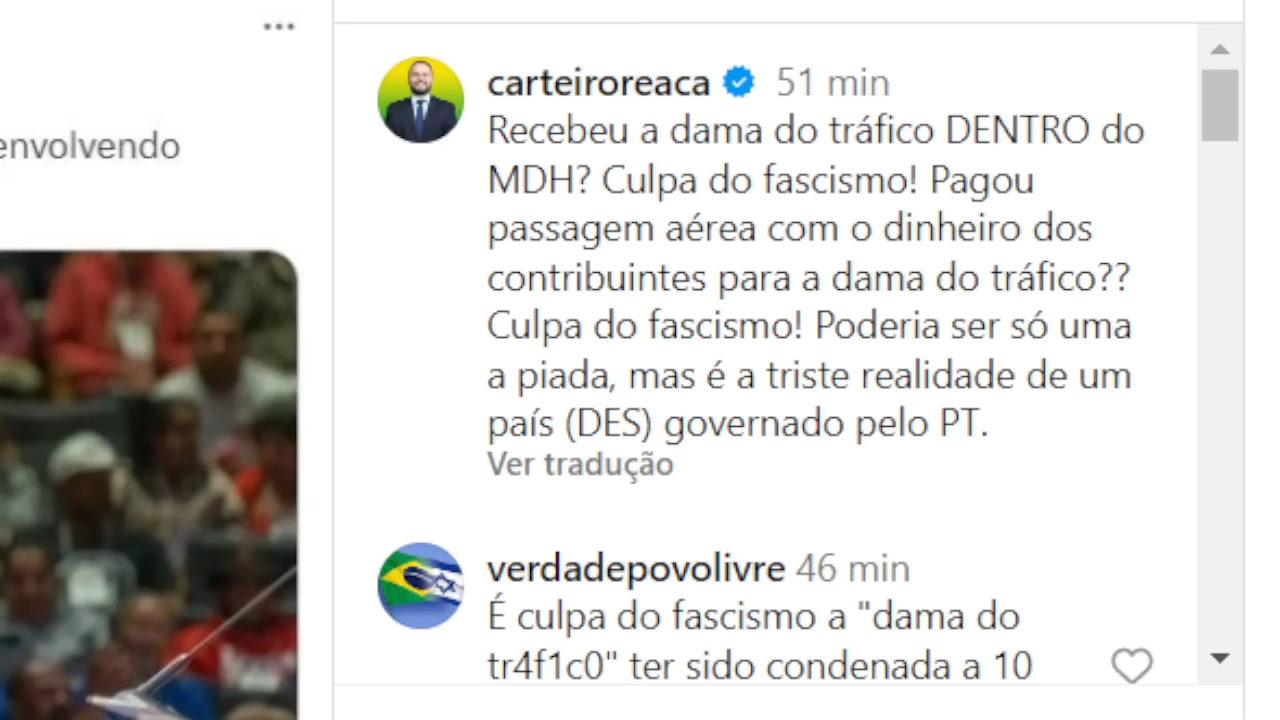 envolvendo
carteiroreaca 51 min
Recebeu a dama do tráfico DENTRO do
MDH? Culpa do fascismo! Pagou
passagem aérea com o dinheiro dos
contribuintes para a dama do tráfico??
Culpa do fascismo! Poderia ser só uma
a piada, mas é a triste realidade de um
país (DES) governado pelo PT.
Ver tradução
verdadepovolivre 46 min
É culpa do fascismo a "dama do
tr4f1c0" ter sido condenada a 10